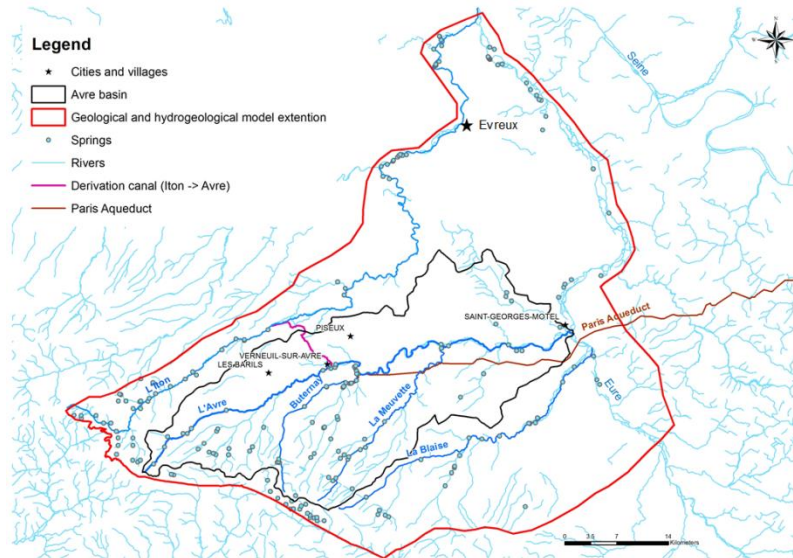 Legend
Cities and villages
Avre basin
Geological and hydrogeological model extention
Springs
Rivers
Derivation canal (Iton -> Avre)
Paris Aqueduct
Seine
Evreux
SAINT-GEORGES-MOTEL
Paris Aqueduct
PISEUX
VERNEUIL-SUR-AVRE
LES-BARILS
L'Iton
L'Avre
Buternay
La Meuvette
La Blaise
Eure
0 3.5 7 14
Kilometers